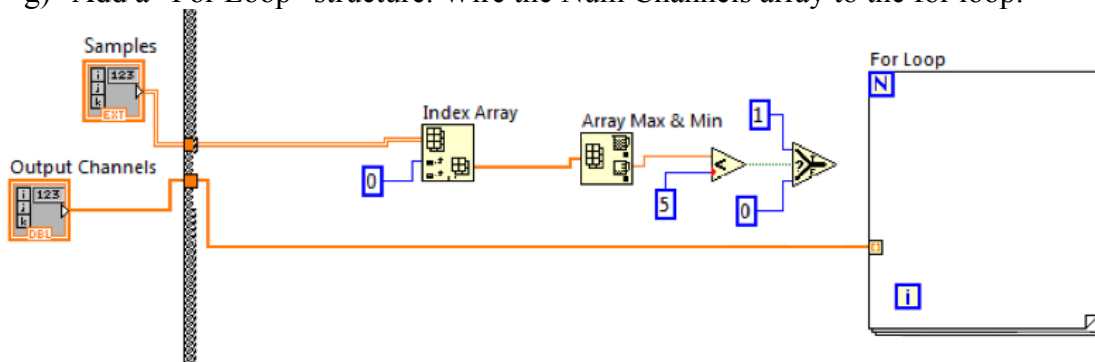 g) Add a "For Loop" structure. Wire the Num Channels array to the for loop.
Samples
i
j
k
123
EXT
Output Channels
i
j
k
123
DBL
Index Array
0
Array Max & Min
5
<
1
0
?
F
For Loop
N
i